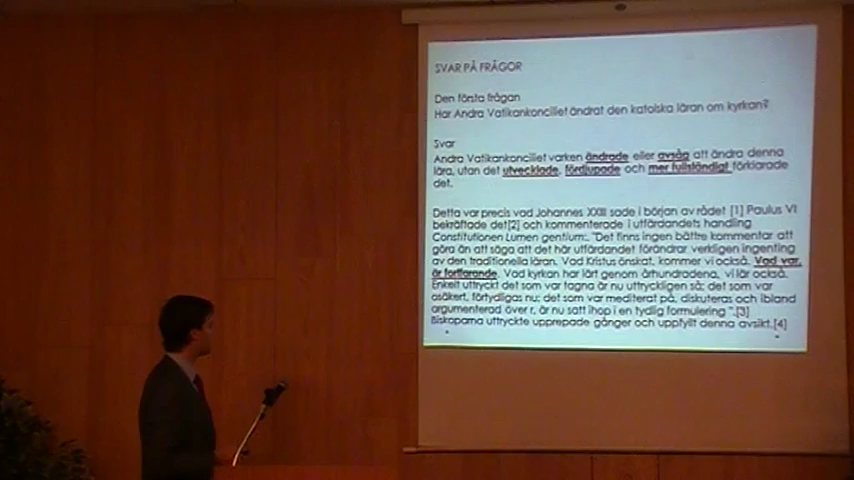 SVAR PÅ FRÅGOR
Den första frågan
Har Andra Vatikankonciliet ändrat den katolska läran om kyrkan?
Svar
Andra Vatikankonciliet varken ändrade eller avsåg att ändra denna
lära, utan det utvecklade, fördjupade och mer fullständigt förklarade
det.
Detta var precis vad Johannes XXIII sade i början av rådet [1] Paulus VI
bekräftade det[2] och kommenterade i utfärdandets handling
Constitutionen Lumen gentium:. "Det finns ingen bättre kommentar att
göra än att säga att det här utfärdandet förändrar verkligen ingenting
av den traditionella läran. Vad Kristus önskat, kommer vi också. Vad var,
är fortfarande. Vad kyrkan har lärt genom århundradena, vi lär också.
Enkelt uttryckt det som var tagna är nu uttryckligen så; det som var
osäkert, förtydligas nu; det som var mediterat på, diskuteras och ibland
argumenterad över r, är nu satt ihop i en tydlig formulering ".[3]
Biskoparna uttryckte upprepade gånger och uppfyllt denna avsikt.[4]